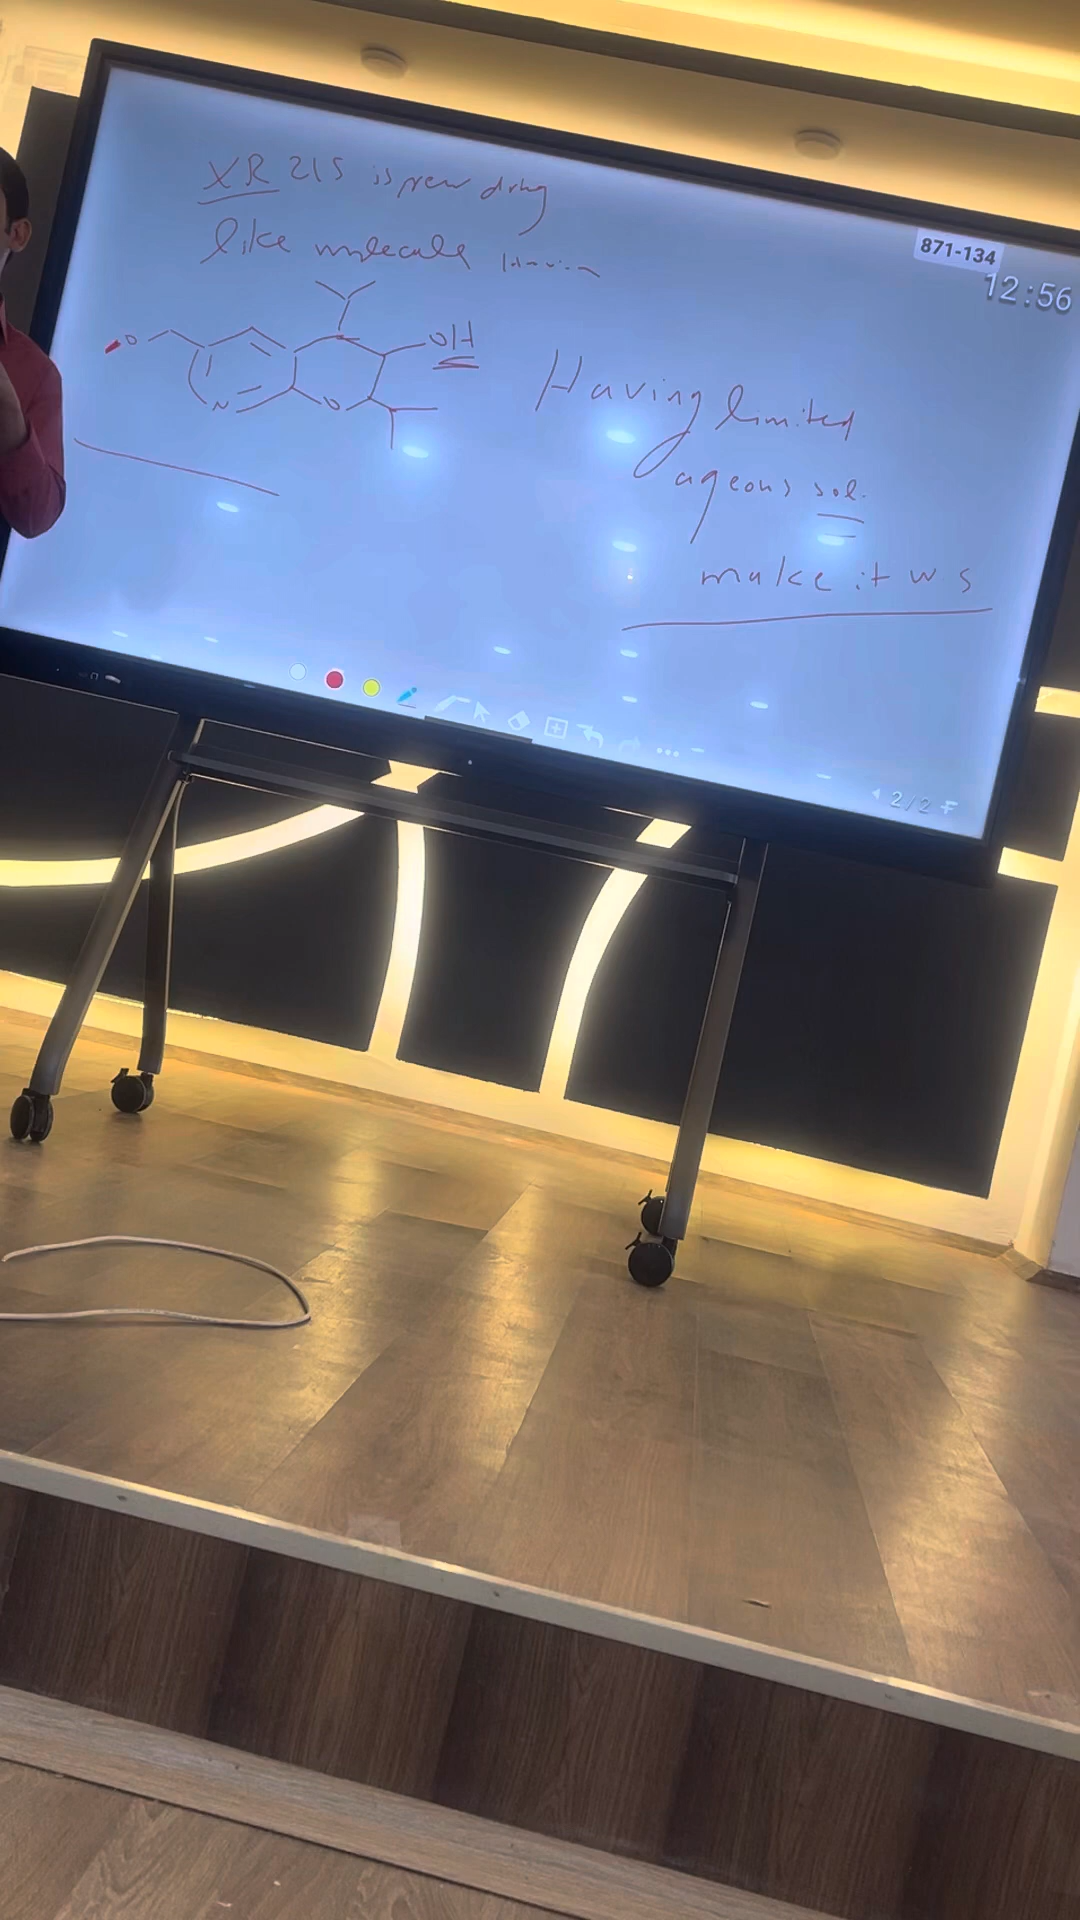 XR 215 is new drug
like molecule
OH
O
N
O
Having limited
aqeous sol.
make it w s
871-134
12:56
2/2